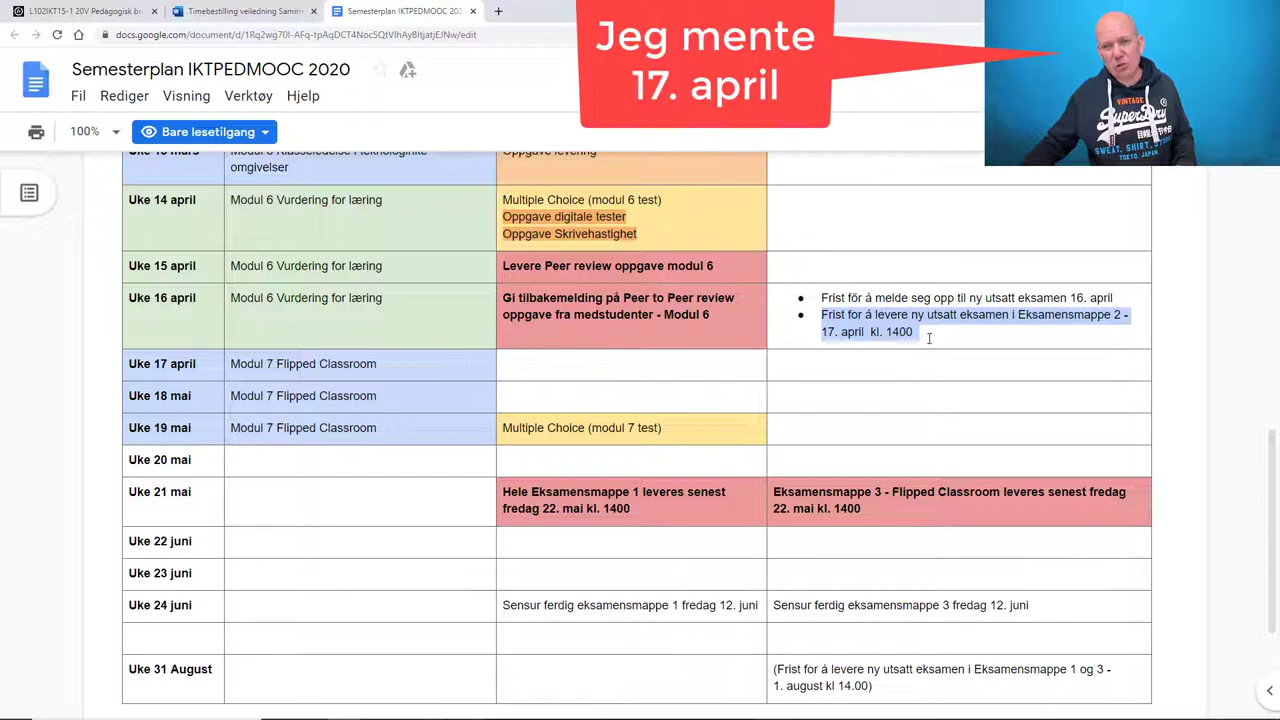 L102IKT15-1 20V Pedagogisk br
Timebestilling veiledning Samm
Semesterplan IKTPEDMOOC 202
docs.google.com/document/d/
Semesterplan IKTPEDMOOC 2020
Fil Rediger Visning Verktøy Hjelp
100% Bare lesetilgang
Jeg mente
17. april
VINTAGE
SuperDry
SWEAT, SHIRT, S
TOKYO, JAPAN
omgivelser
Oppgave levering
Uke 14 april
Modul 6 Vurdering for læring
Multiple Choice (modul 6 test)
Oppgave digitale tester
Oppgave Skrivehastighet
Uke 15 april
Modul 6 Vurdering for læring
Levere Peer review oppgave modul 6
Uke 16 april
Modul 6 Vurdering for læring
Gi tilbakemelding på Peer to Peer review
oppgave fra medstudenter - Modul 6
● Frist för å melde seg opp til ny utsatt eksamen 16. april
● Frist for å levere ny utsatt eksamen i Eksamensmappe 2 -
17. april kl. 1400
Uke 17 april
Modul 7 Flipped Classroom
Uke 18 mai
Modul 7 Flipped Classroom
Uke 19 mai
Modul 7 Flipped Classroom
Multiple Choice (modul 7 test)
Uke 20 mai
Uke 21 mai
Hele Eksamensmappe 1 leveres senest
fredag 22. mai kl. 1400
Eksamensmappe 3 - Flipped Classroom leveres senest fredag
22. mai kl. 1400
Uke 22 juni
Uke 23 juni
Uke 24 juni
Sensur ferdig eksamensmappe 1 fredag 12. juni
Sensur ferdig eksamensmappe 3 fredag 12. juni
Uke 31 August
(Frist for å levere ny utsatt eksamen i Eksamensmappe 1 og 3 -
1. august kl 14.00)